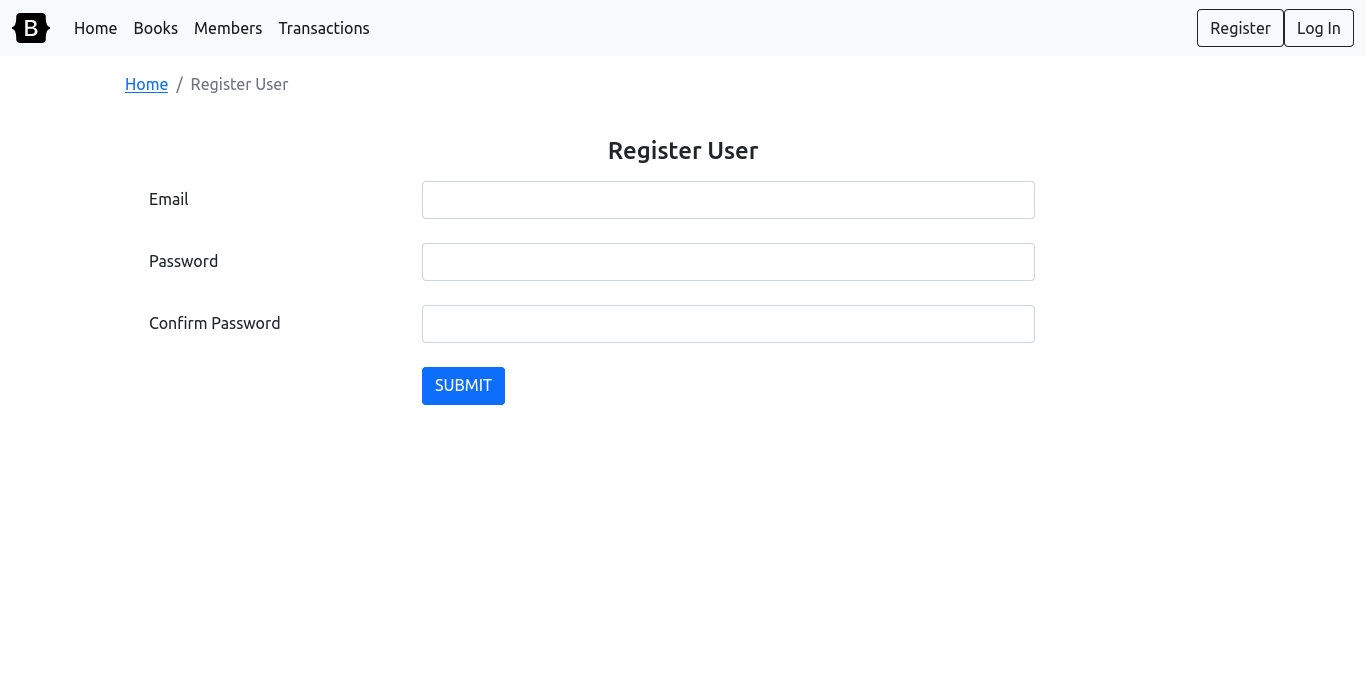 B Home Books Members Transactions Register Log In
Home / Register User
Register User
Email
Password
Confirm Password
SUBMIT